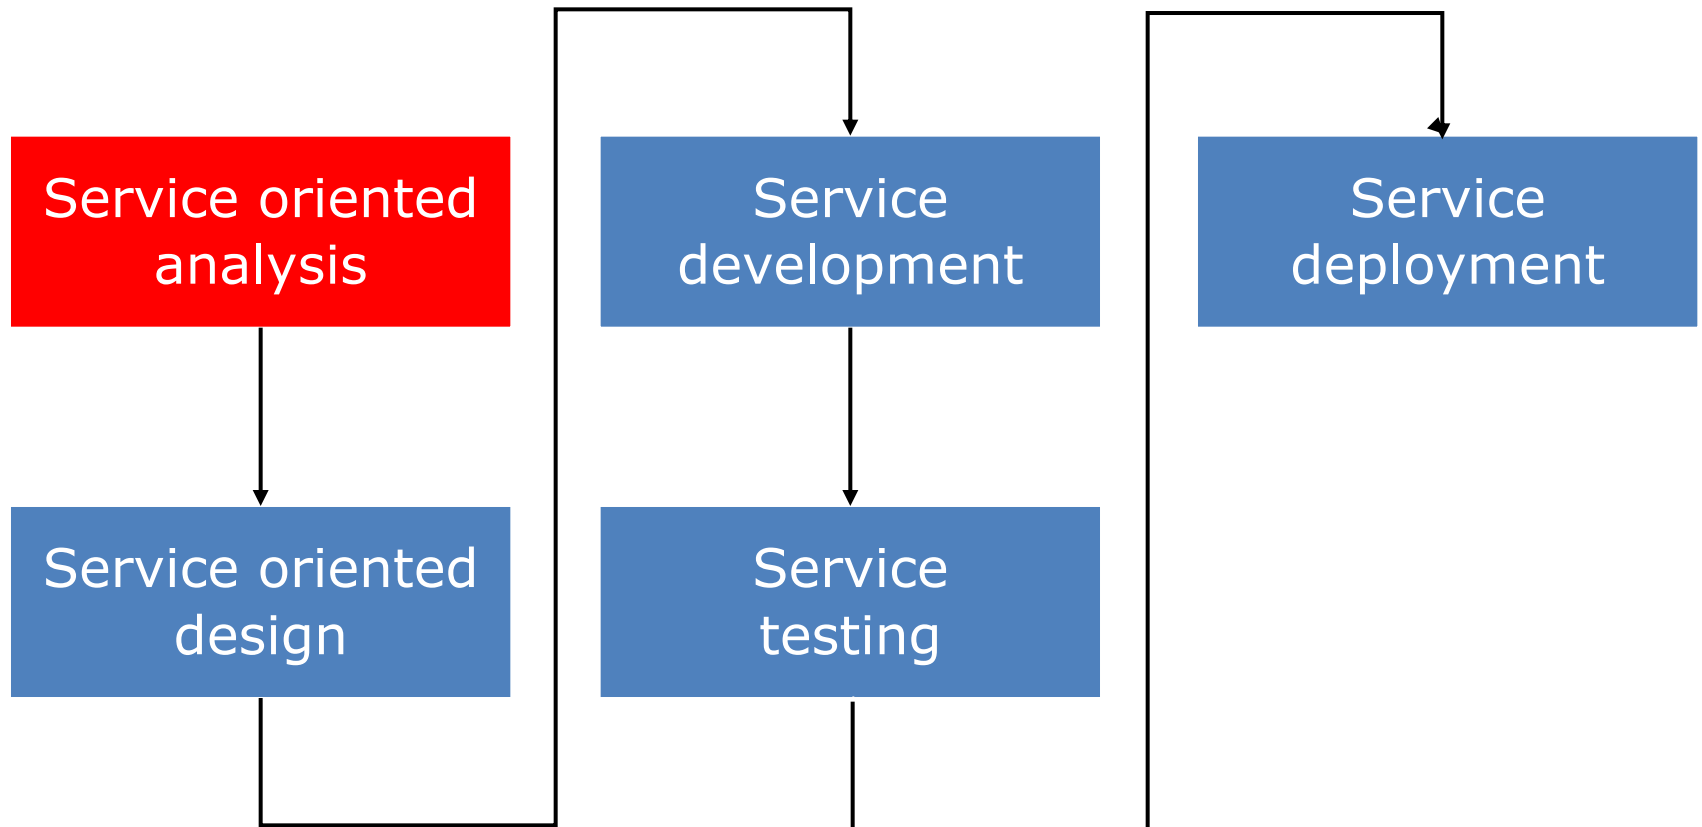 Service oriented
analysis
Service oriented
design
Service
development
Service
testing
Service
deployment